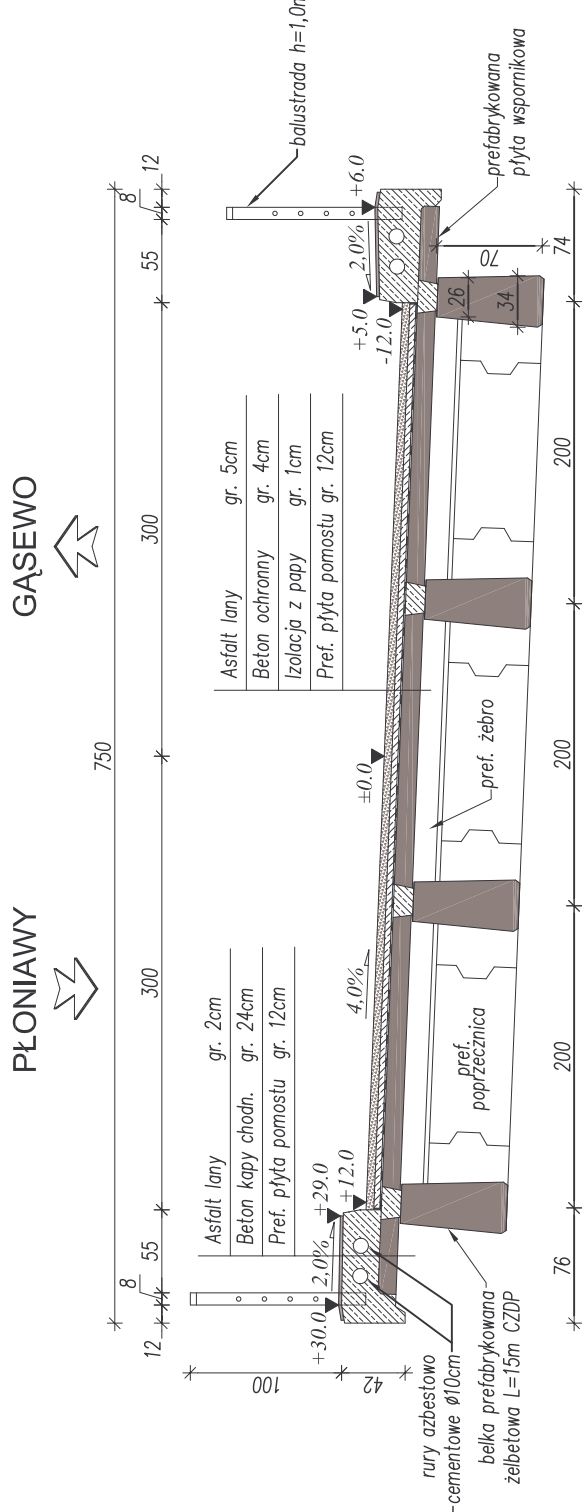 PŁONIAWY
GĄSEWO
750
12
8
55
300
300
55
8
12
Asfalt lany gr. 2cm
Beton kapy chodn. gr. 24cm
Pref. płyta pomostu gr. 12cm
Asfalt lany gr. 5cm
Beton ochronny gr. 4cm
Izolacja z papy gr. 1cm
Pref. płyta pomostu gr. 12cm
balustrada h=1,0m
100
42
+30.0
2,0%
+29.0
+12.0
4,0%
±0.0
-12.0
+5.0
2,0%
+6.0
prefabrykowana
płyta wspornikowa
rury azbestowo
-cementowe ø10cm
belka prefabrykowana
żelbetowa L=15m CZDP
pref.
poprzecznica
pref. żebro
26
34
70
76
200
200
200
74